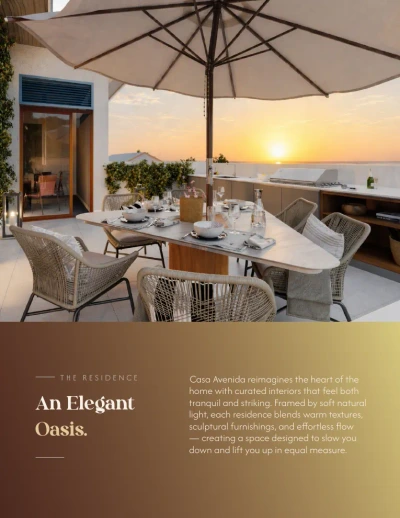 THE RESIDENCE
An Elegant
Oasis.
Casa Avenida reimagines the heart of the
home with curated interiors that feel both
tranquil and striking. Framed by soft natural
light, each residence blends warm textures,
sculptural furnishings, and effortless flow
— creating a space designed to slow you
down and lift you up in equal measure.